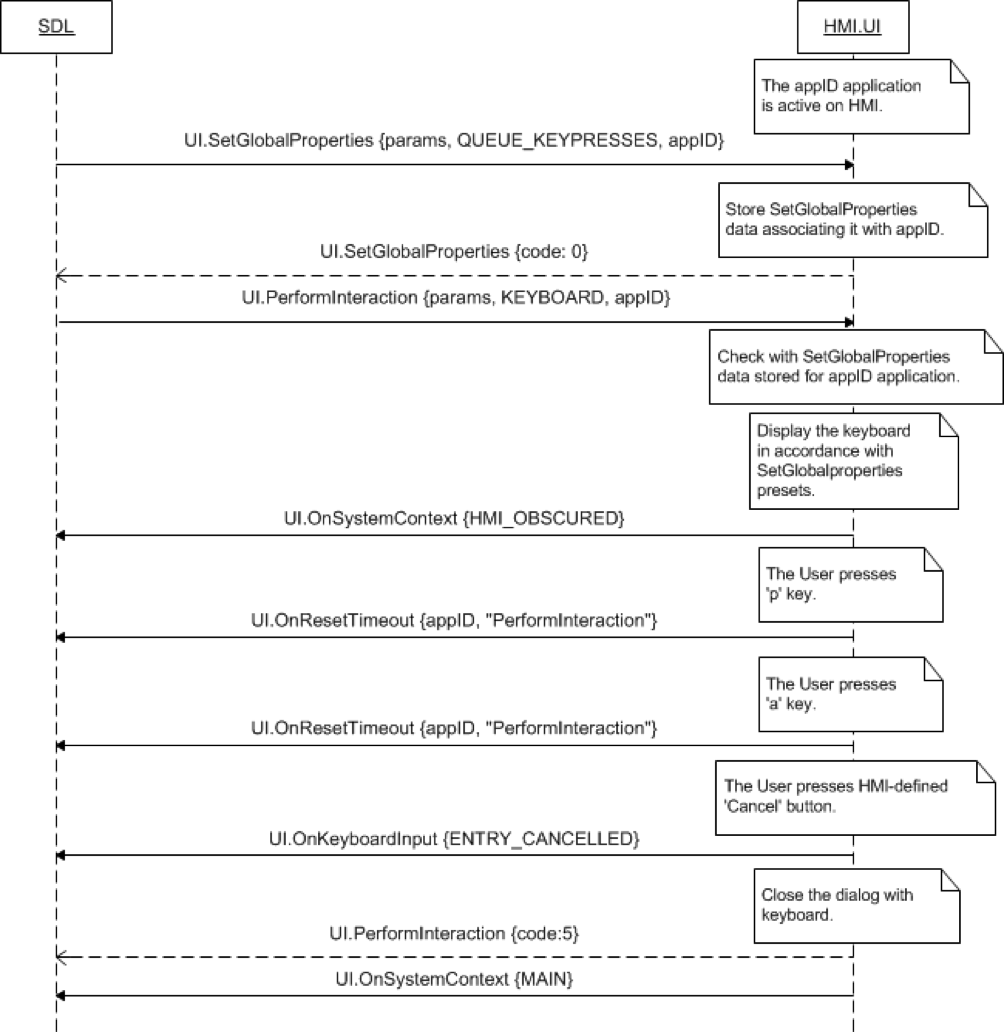 SDL
HMI.UI
The appID application
is active on HMI.
UI.SetGlobalProperties {params, QUEUE_KEYPRESSES, appID}
Store SetGlobalProperties
data associating it with appID.
UI.SetGlobalProperties {code: 0}
UI.PerformInteraction {params, KEYBOARD, appID}
Check with SetGlobalProperties
data stored for appID application.
Display the keyboard
in accordance with
SetGlobalproperties
presets.
UI.OnSystemContext {HMI_OBSCURED}
The User presses
'p' key.
UI.OnResetTimeout {appID, "PerformInteraction"}
The User presses
'a' key.
UI.OnResetTimeout {appID, "PerformInteraction"}
The User presses HMI-defined
'Cancel' button.
UI.OnKeyboardInput {ENTRY_CANCELLED}
Close the dialog with
keyboard.
UI.PerformInteraction {code:5}
UI.OnSystemContext {MAIN}